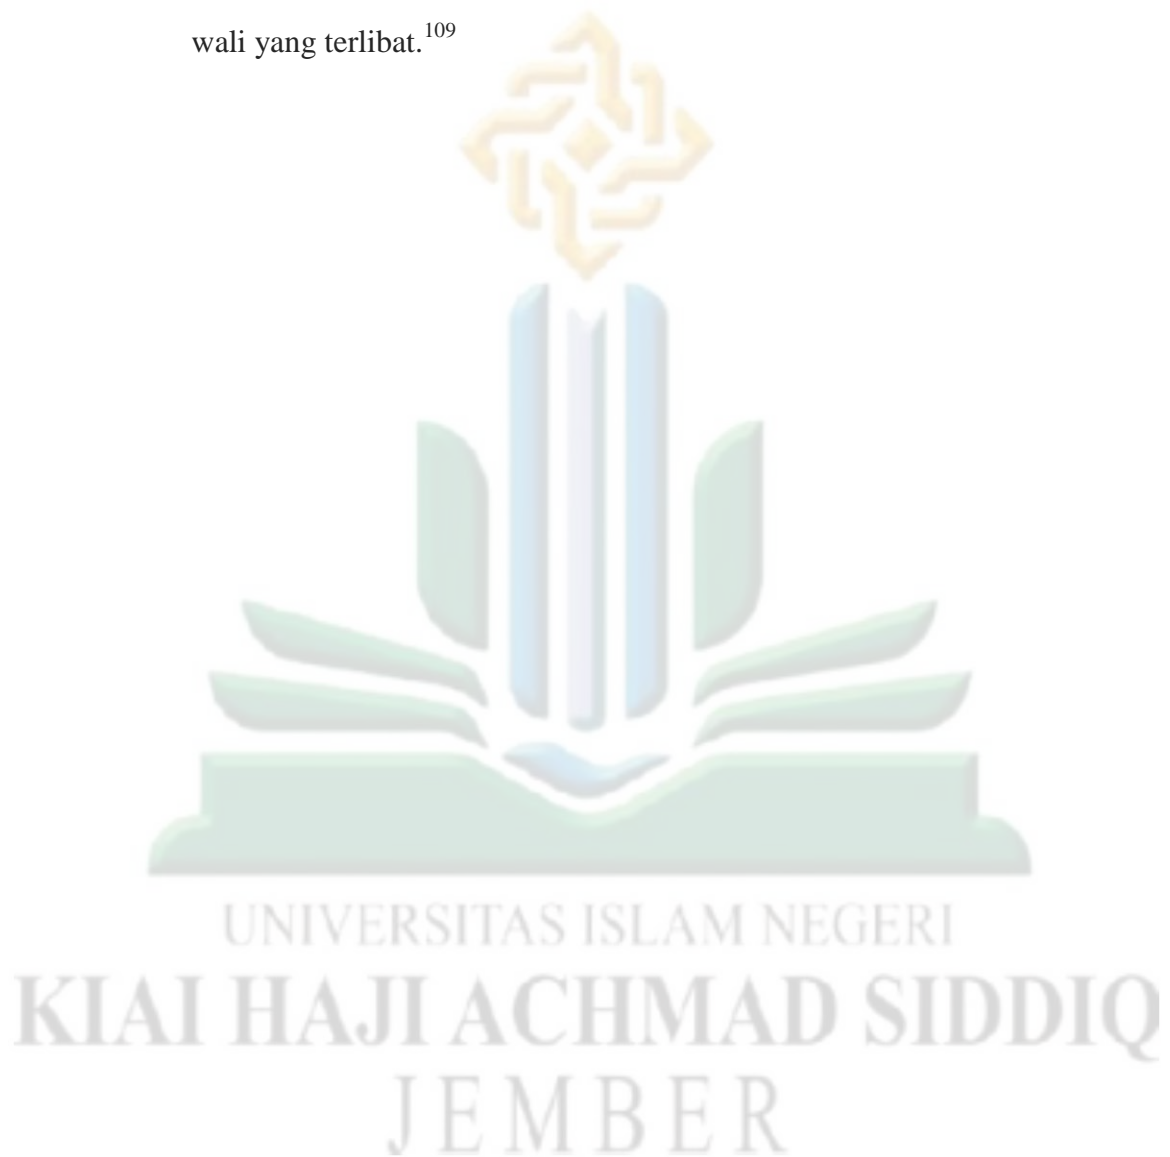 wali yang terlibat.¹⁰⁹
UNIVERSITAS ISLAM NEGERI
KIAI HAJI ACHMAD SIDDIQ
JEMBER